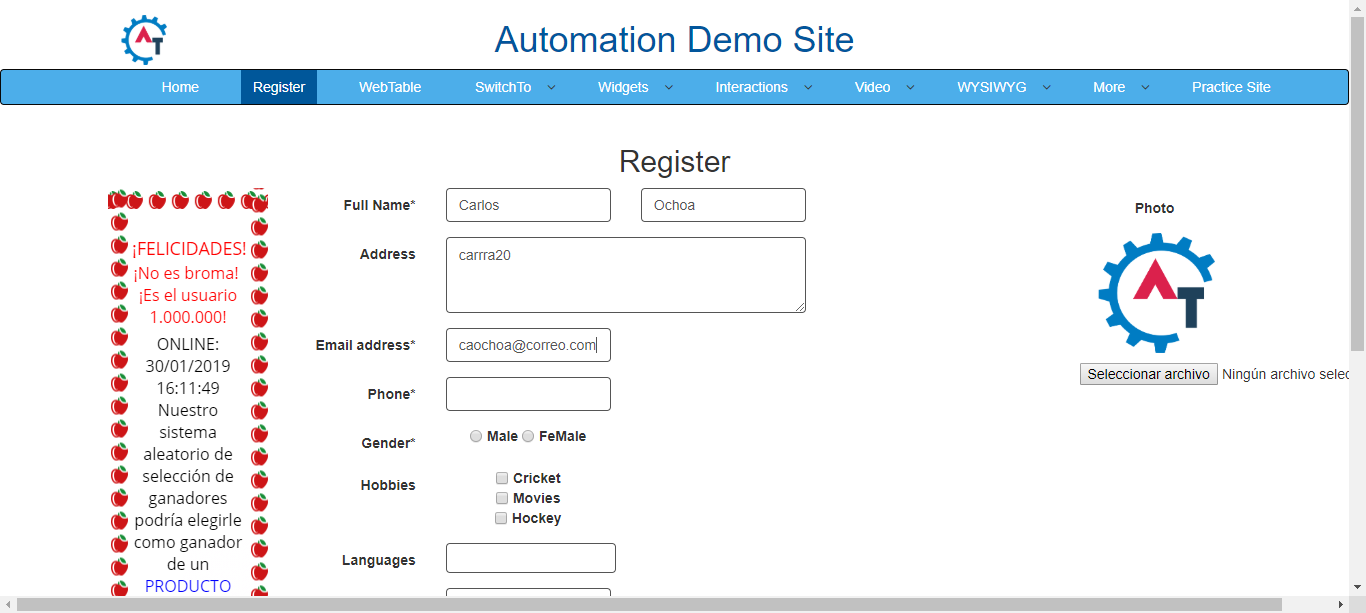 Automation Demo Site
Home Register WebTable SwitchTo Widgets Interactions Video WYSIWYG More Practice Site
Register
¡FELICIDADES!
¡No es broma!
¡Es el usuario
1.000.000!
ONLINE:
30/01/2019
16:11:49
Nuestro
sistema
aleatorio de
selección de
ganadores
podría elegirle
como ganador
de un
PRODUCTO
Full Name* Carlos Ochoa
Address carrra20
Email address* caochoa@correo.com
Phone*
Gender* Male FeMale
Hobbies Cricket
Movies
Hockey
Languages
Photo
AT
Seleccionar archivo Ningún archivo selec